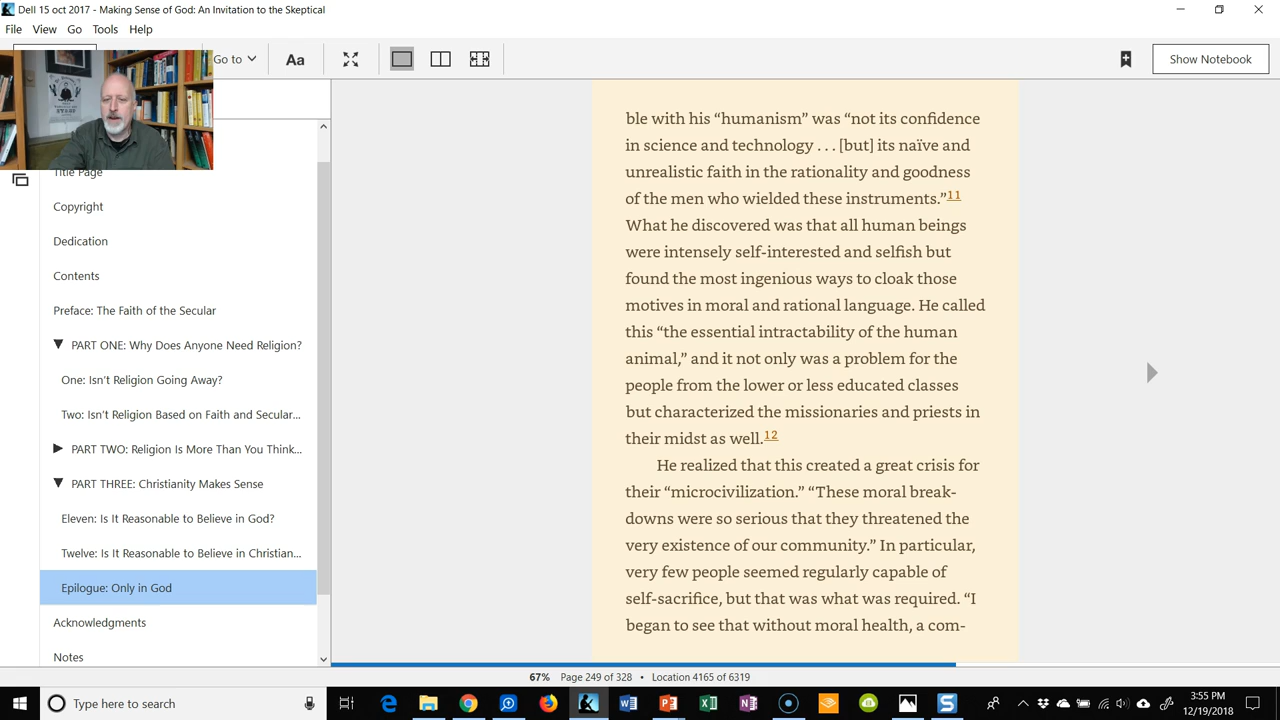 Dell 15 oct 2017 - Making Sense of God: An Invitation to the Skeptical
File View Go Tools Help
Go to
Aa
Show Notebook
Title Page
Copyright
Dedication
Contents
Preface: The Faith of the Secular
PART ONE: Why Does Anyone Need Religion?
One: Isn't Religion Going Away?
Two: Isn't Religion Based on Faith and Secular...
PART TWO: Religion Is More Than You Think...
PART THREE: Christianity Makes Sense
Eleven: Is It Reasonable to Believe in God?
Twelve: Is It Reasonable to Believe in Christian...
Epilogue: Only in God
Acknowledgments
Notes
ble with his “humanism” was “not its confidence
in science and technology . . . [but] its naïve and
unrealistic faith in the rationality and goodness
of the men who wielded these instruments.”11
What he discovered was that all human beings
were intensely self-interested and selfish but
found the most ingenious ways to cloak those
motives in moral and rational language. He called
this “the essential intractability of the human
animal,” and it not only was a problem for the
people from the lower or less educated classes
but characterized the missionaries and priests in
their midst as well.12
He realized that this created a great crisis for
their “microcivilization.” “These moral break-
downs were so serious that they threatened the
very existence of our community.” In particular,
very few people seemed regularly capable of
self-sacrifice, but that was what was required. “I
began to see that without moral health, a com-
67% Page 249 of 328 • Location 4165 of 6319
Type here to search
3:55 PM
12/19/2018